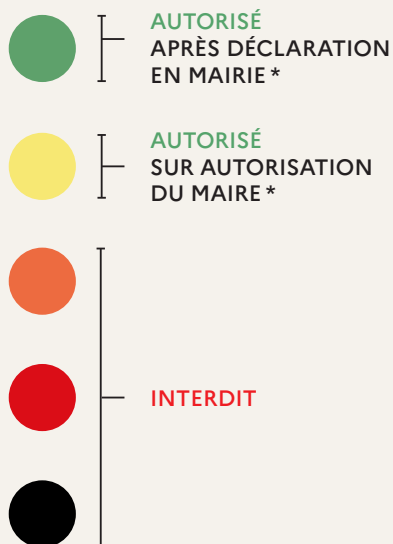 AUTORISÉ
APRÈS DÉCLARATION
EN MAIRIE *
AUTORISÉ
SUR AUTORISATION
DU MAIRE *
INTERDIT